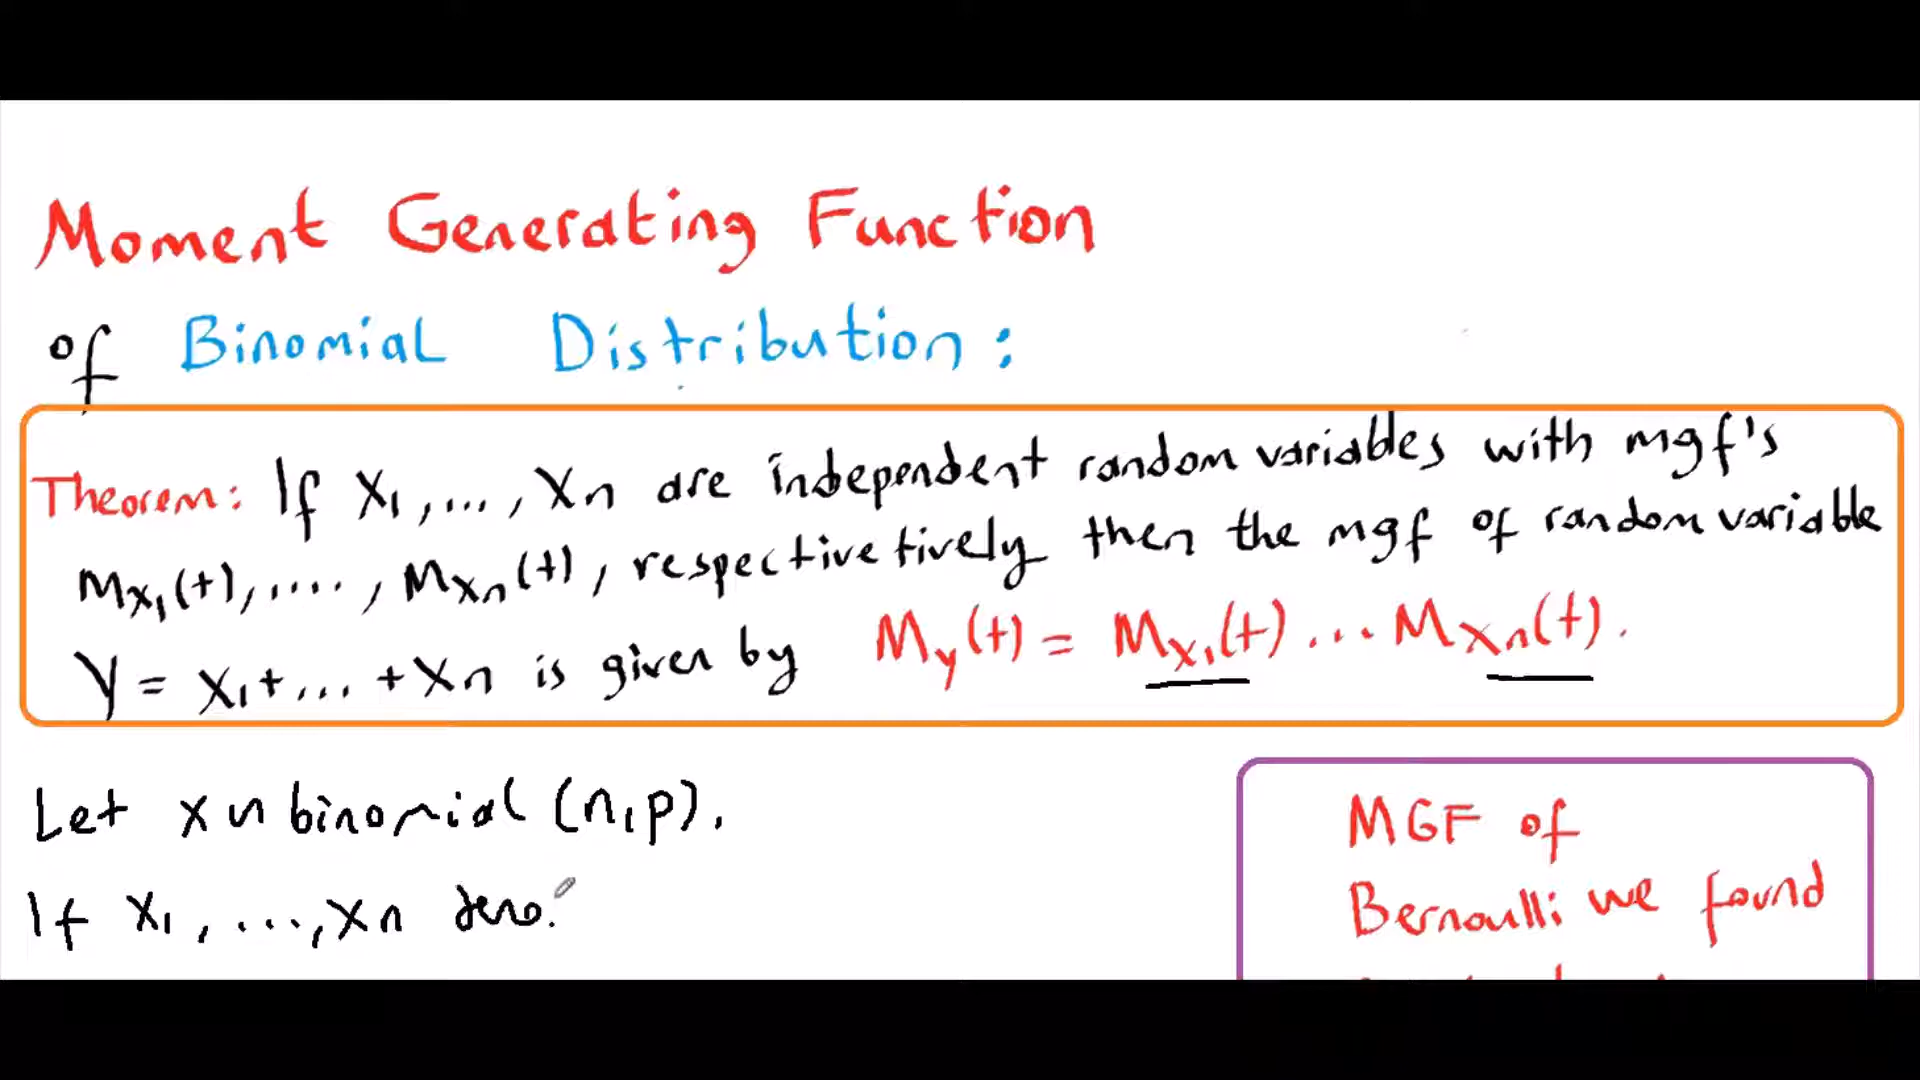 Moment Generating Function
of Binomial Distribution:
Theorem: If X1, ..., Xn are independent random variables with mgf's
MX1(t), ...., MXn(t), respectivetively then the mgf of random variable
Y = X1+...+Xn is given by My(t) = MX1(t) ... MXn(t).
Let X ~ binomial (n,p).
If X1, ..., Xn deno
MGF of
Bernoulli we found